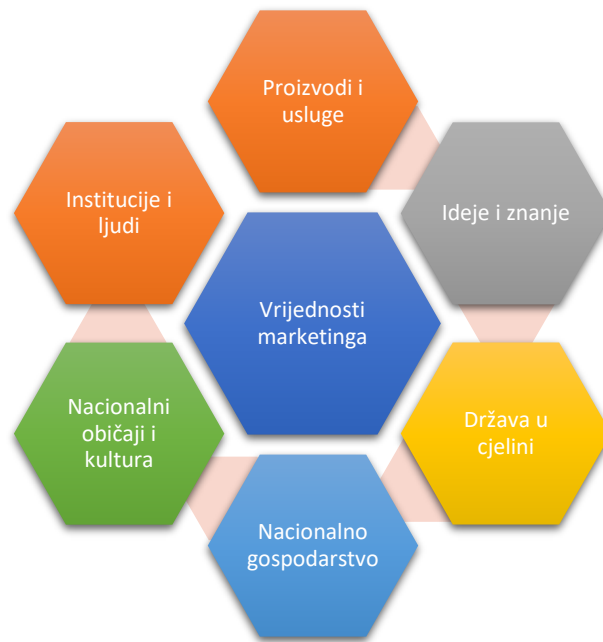 Proizvodi i
usluge
Institucije i
ljudi
Ideje i znanje
Vrijednosti
marketinga
Nacionalni
običaji i
kultura
Država u
cjelini
Nacionalno
gospodarstvo